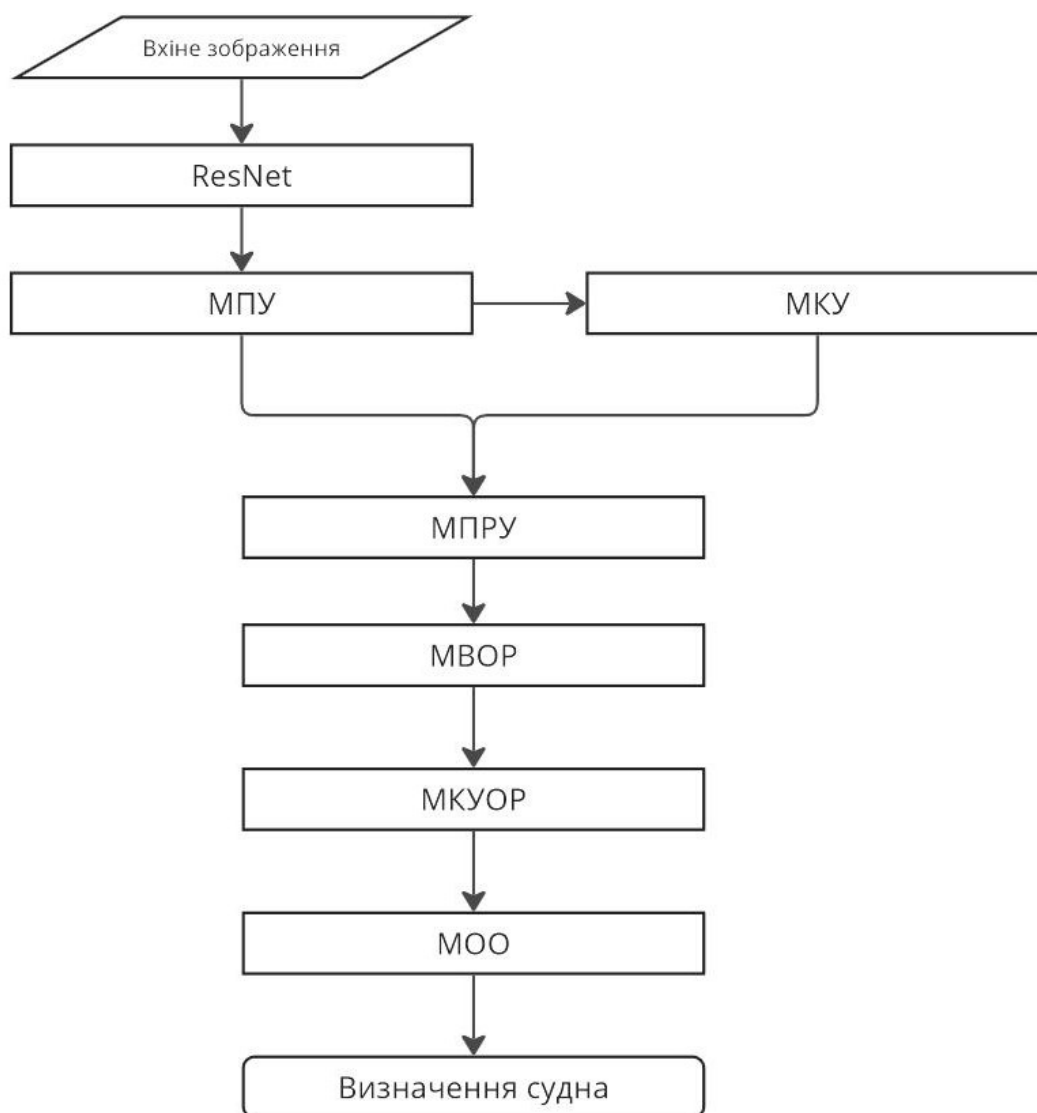 Вхіне зображення
ResNet
МПУ
МКУ
МПРУ
МВОР
МКУОР
МОО
Визначення судна